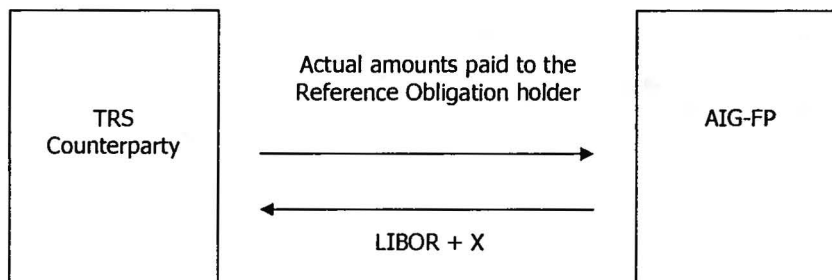 Actual amounts paid to the
Reference Obligation holder
TRS
Counterparty
AIG-FP
LIBOR + X